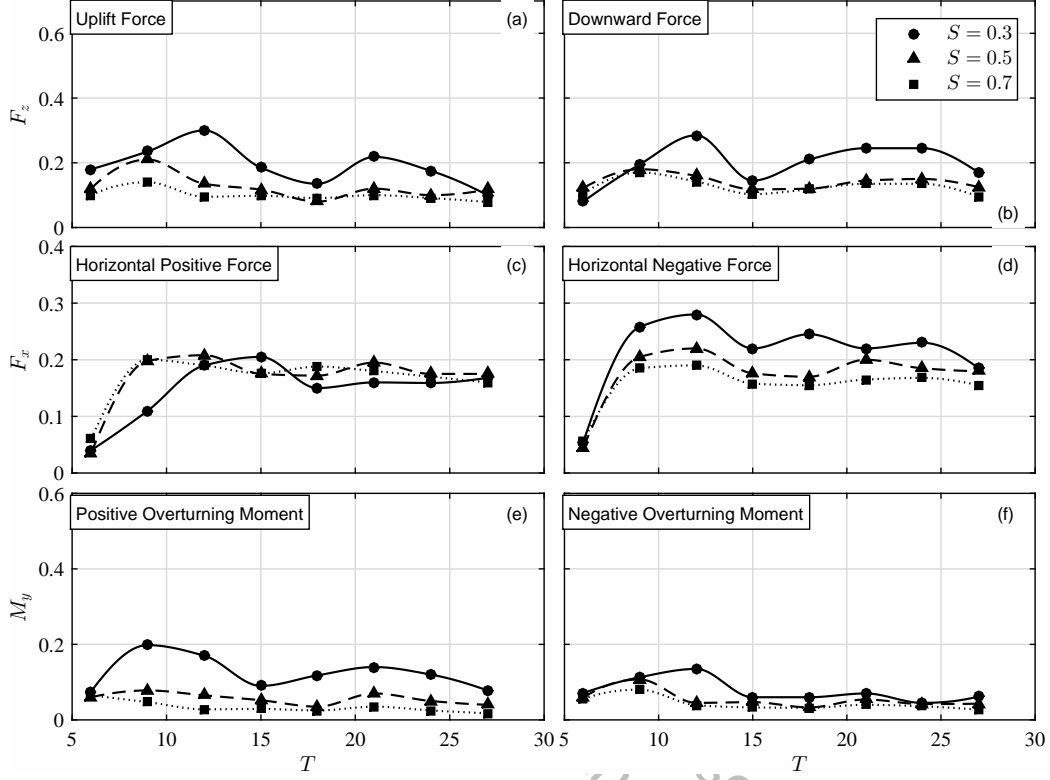 Uplift Force (a)
Downward Force
S = 0.3
S = 0.5
S = 0.7
(b)
0.6
0.4
0.2
0
F_z
Horizontal Positive Force (c)
Horizontal Negative Force (d)
0.4
0.3
0.2
0.1
0
F_x
Positive Overturning Moment (e)
Negative Overturning Moment (f)
0.6
0.4
0.2
0
M_y
5 10 15 20 25 30 5 10 15 20 25 30
T T